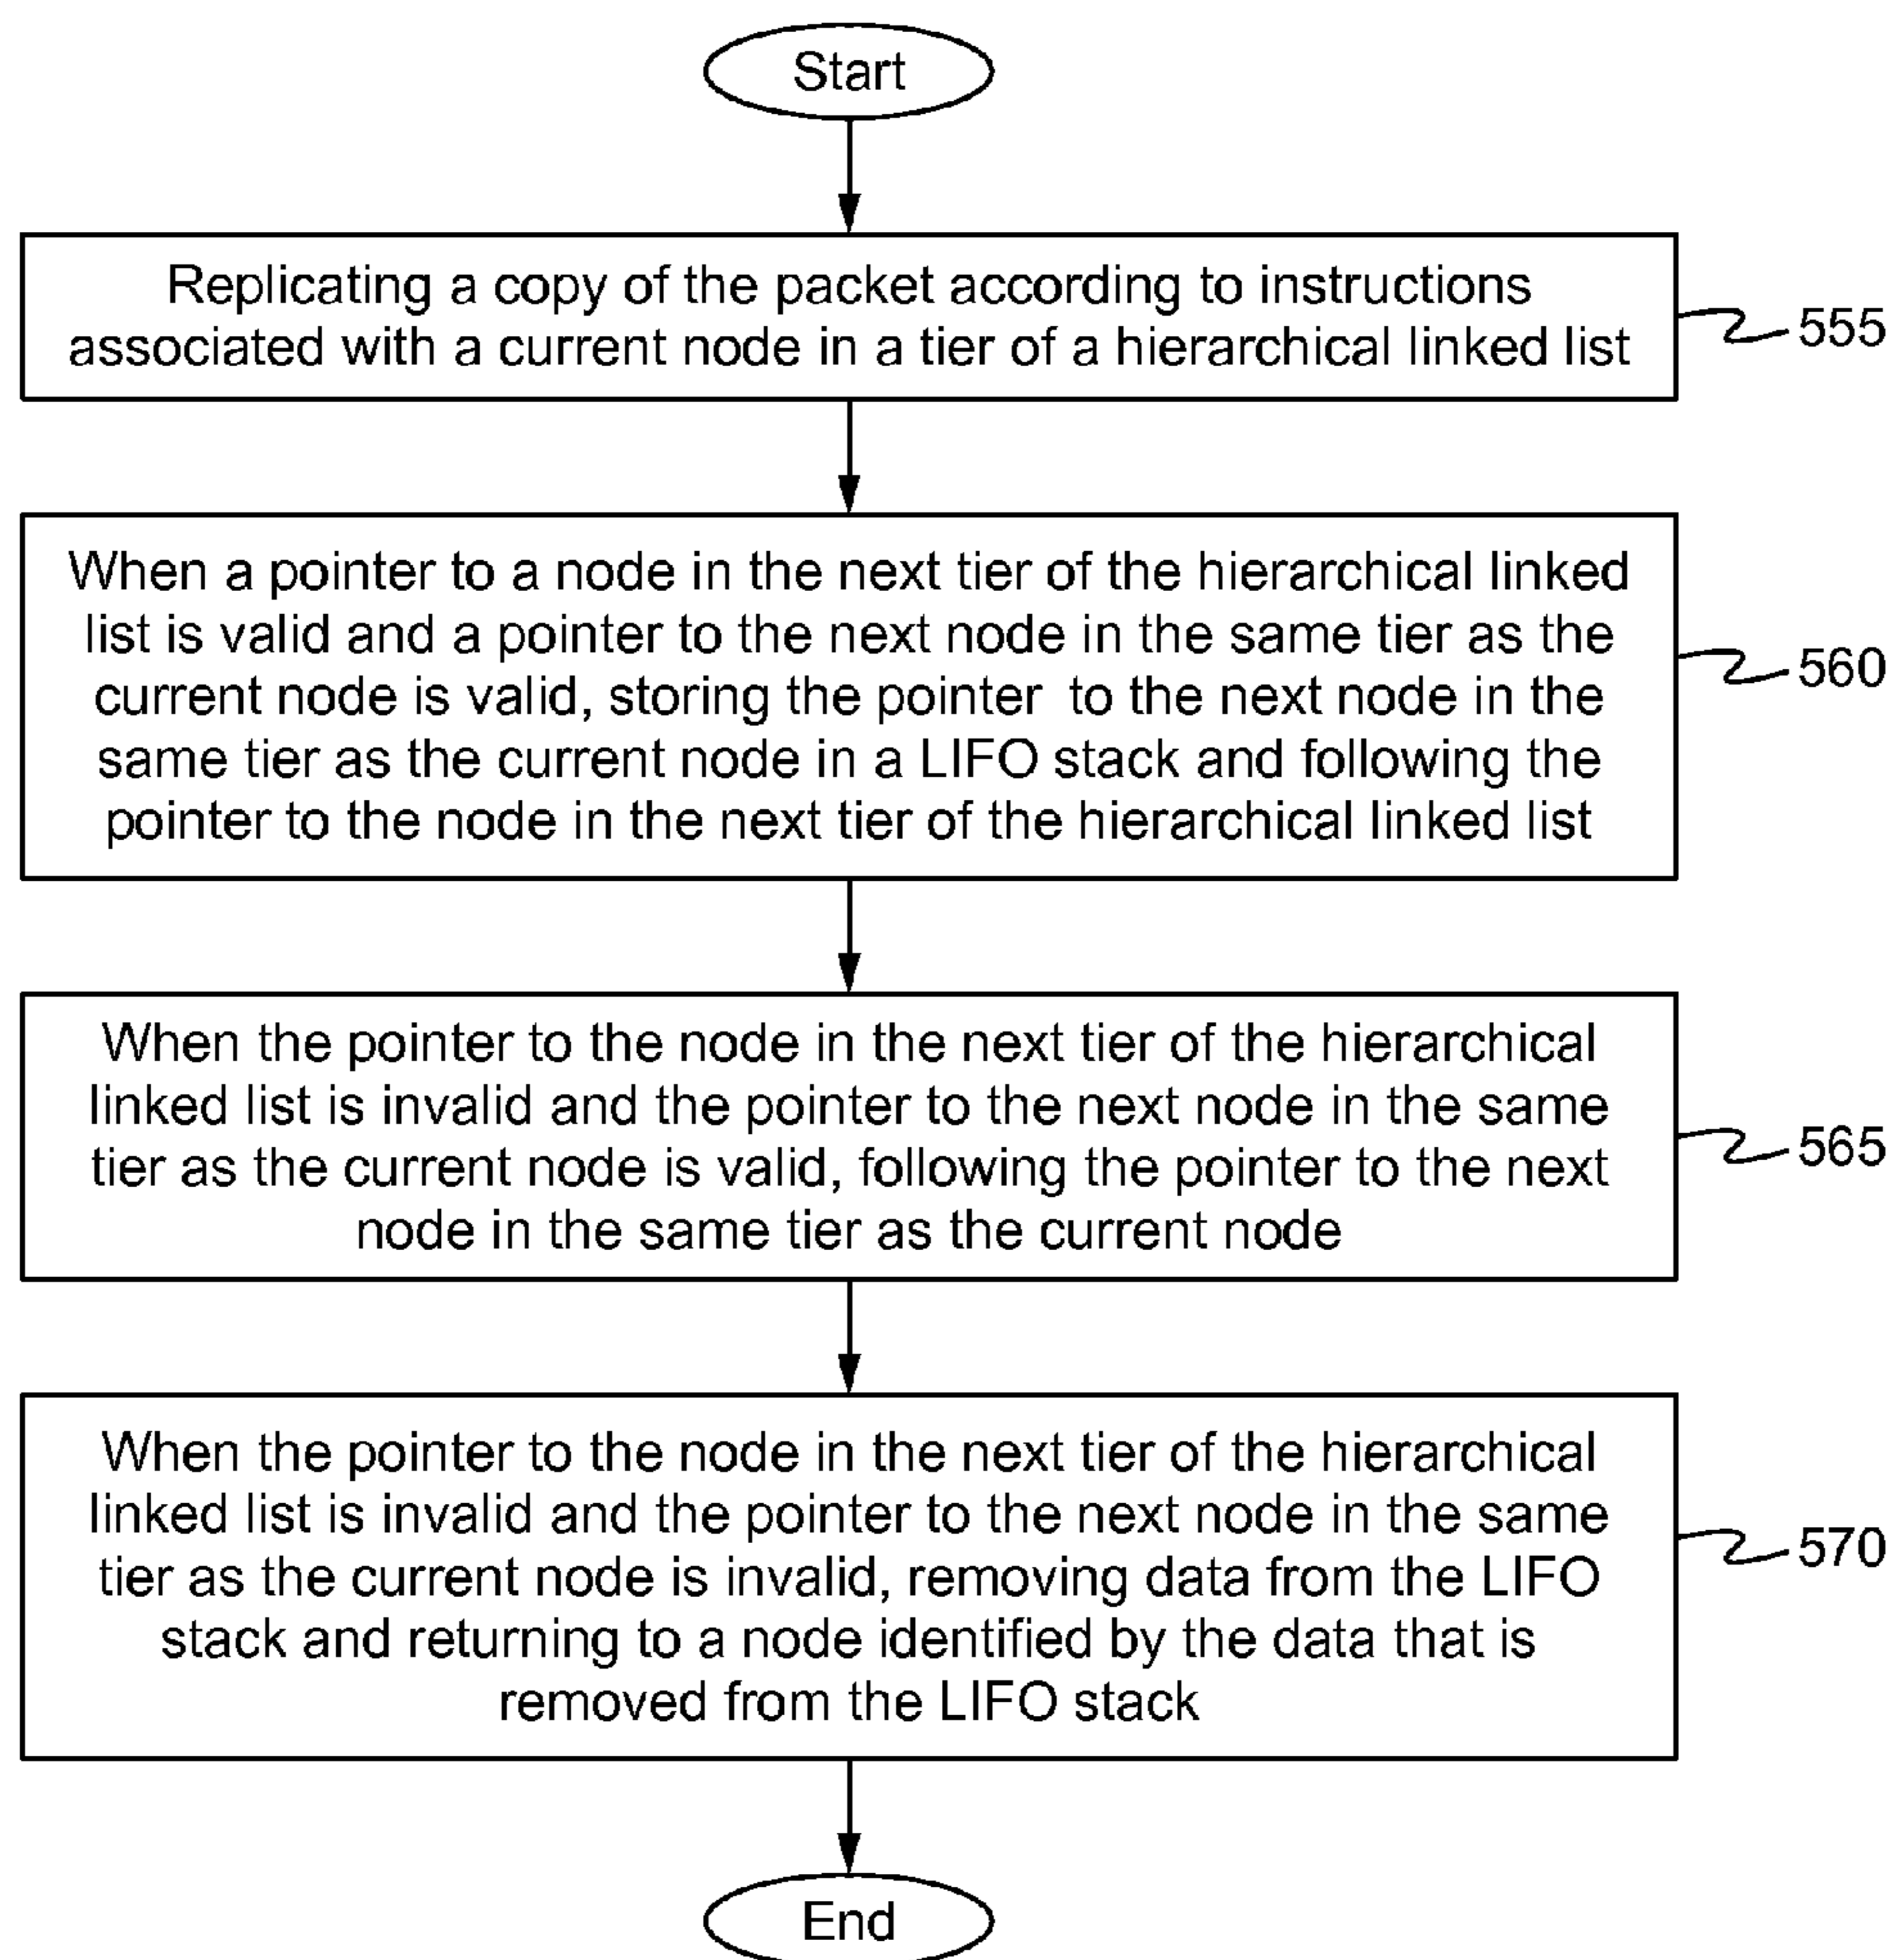 Start
Replicating a copy of the packet according to instructions
associated with a current node in a tier of a hierarchical linked list
555
When a pointer to a node in the next tier of the hierarchical linked
list is valid and a pointer to the next node in the same tier as the
current node is valid, storing the pointer to the next node in the
same tier as the current node in a LIFO stack and following the
pointer to the node in the next tier of the hierarchical linked list
560
When the pointer to the node in the next tier of the hierarchical
linked list is invalid and the pointer to the next node in the same
tier as the current node is valid, following the pointer to the next
node in the same tier as the current node
565
When the pointer to the node in the next tier of the hierarchical
linked list is invalid and the pointer to the next node in the same
tier as the current node is invalid, removing data from the LIFO
stack and returning to a node identified by the data that is
removed from the LIFO stack
570
End